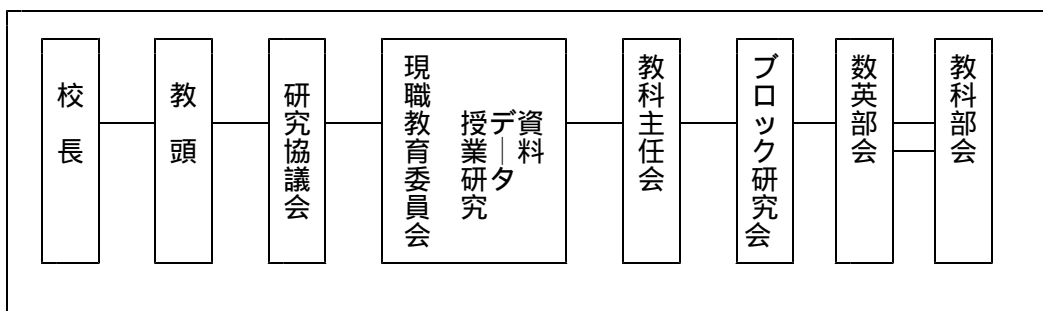 校長
教頭
研究協議会
現職教育委員会
授業研究
データ
資料
教科主任会
ブロック研究会
数英部会
教科部会